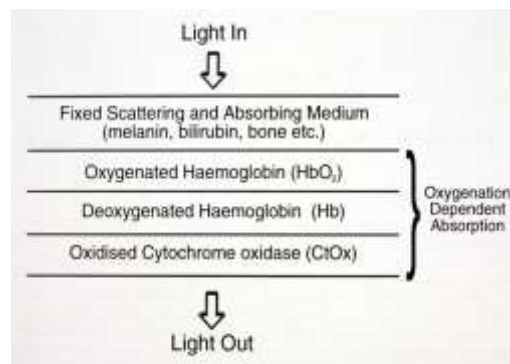 Light In
Fixed Scattering and Absorbing Medium
(melanin, bilirubin, bone etc.)
Oxygenated Haemoglobin (HbO₂)
Deoxygenated Haemoglobin (Hb)
Oxidised Cytochrome oxidase (CtOx)
Oxygenation
Dependent
Absorption
Light Out